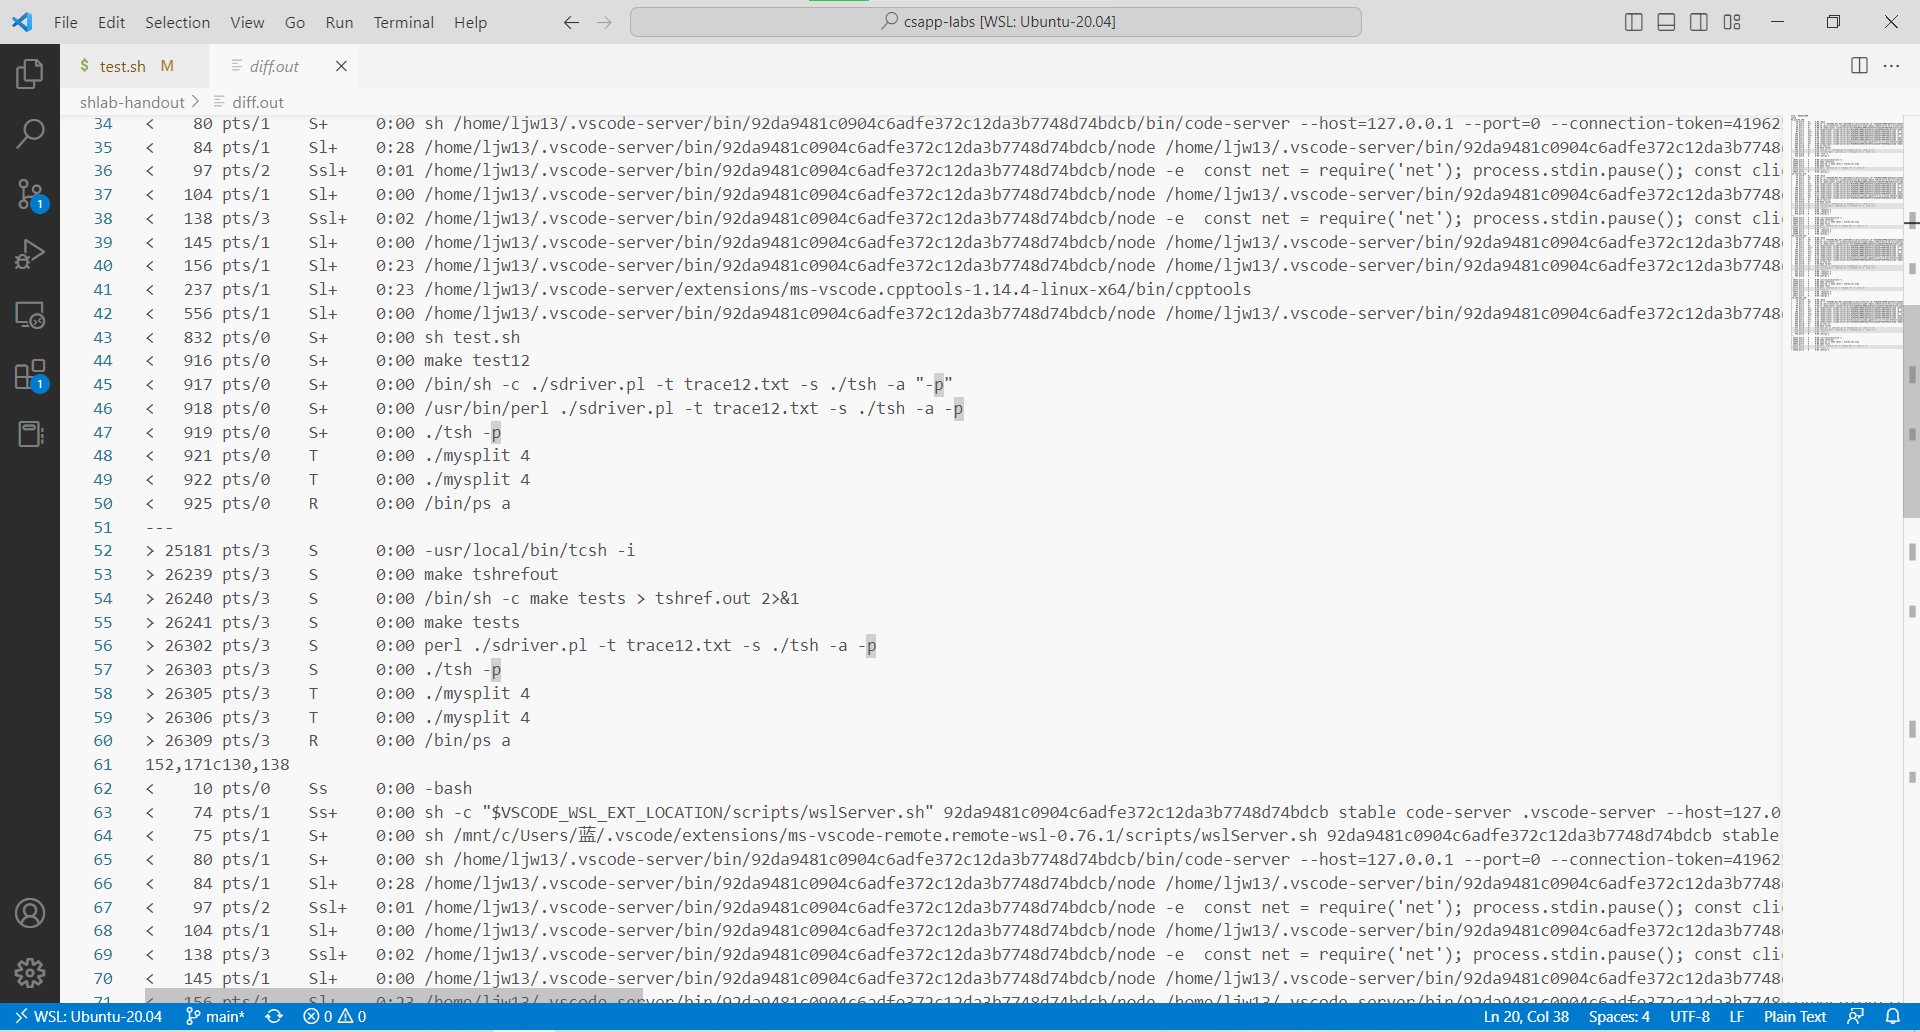 File Edit Selection View Go Run Terminal Help csapp-labs [WSL: Ubuntu-20.04]
$ test.sh M diff.out
shlab-handout > diff.out
34 < 80 pts/1 S+ 0:00 sh /home/ljw13/.vscode-server/bin/92da9481c0904c6adfe372c12da3b7748d74bdcb/bin/code-server --host=127.0.0.1 --port=0 --connection-token=41962
35 < 84 pts/1 Sl+ 0:28 /home/ljw13/.vscode-server/bin/92da9481c0904c6adfe372c12da3b7748d74bdcb/node /home/ljw13/.vscode-server/bin/92da9481c0904c6adfe372c12da3b7748
36 < 97 pts/2 Ssl+ 0:01 /home/ljw13/.vscode-server/bin/92da9481c0904c6adfe372c12da3b7748d74bdcb/node -e const net = require('net'); process.stdin.pause(); const cli
37 < 104 pts/1 Sl+ 0:00 /home/ljw13/.vscode-server/bin/92da9481c0904c6adfe372c12da3b7748d74bdcb/node /home/ljw13/.vscode-server/bin/92da9481c0904c6adfe372c12da3b7748d
38 < 138 pts/3 Ssl+ 0:02 /home/ljw13/.vscode-server/bin/92da9481c0904c6adfe372c12da3b7748d74bdcb/node -e const net = require('net'); process.stdin.pause(); const cli
39 < 145 pts/1 Sl+ 0:00 /home/ljw13/.vscode-server/bin/92da9481c0904c6adfe372c12da3b7748d74bdcb/node /home/ljw13/.vscode-server/bin/92da9481c0904c6adfe372c12da3b7748d
40 < 156 pts/1 Sl+ 0:23 /home/ljw13/.vscode-server/bin/92da9481c0904c6adfe372c12da3b7748d74bdcb/node /home/ljw13/.vscode-server/bin/92da9481c0904c6adfe372c12da3b7748d
41 < 237 pts/1 Sl+ 0:23 /home/ljw13/.vscode-server/extensions/ms-vscode.cpptools-1.14.4-linux-x64/bin/cpptools
42 < 556 pts/1 Sl+ 0:00 /home/ljw13/.vscode-server/bin/92da9481c0904c6adfe372c12da3b7748d74bdcb/node /home/ljw13/.vscode-server/bin/92da9481c0904c6adfe372c12da3b7748d
43 < 832 pts/0 S+ 0:00 sh test.sh
44 < 916 pts/0 S+ 0:00 make test12
45 < 917 pts/0 S+ 0:00 /bin/sh -c ./sdriver.pl -t trace12.txt -s ./tsh -a "-p"
46 < 918 pts/0 S+ 0:00 /usr/bin/perl ./sdriver.pl -t trace12.txt -s ./tsh -a -p
47 < 919 pts/0 S+ 0:00 ./tsh -p
48 < 921 pts/0 T 0:00 ./mysplit 4
49 < 922 pts/0 T 0:00 ./mysplit 4
50 < 925 pts/0 R 0:00 /bin/ps a
51 ---
52 > 25181 pts/3 S 0:00 -usr/local/bin/tcsh -i
53 > 26239 pts/3 S 0:00 make tshrefout
54 > 26240 pts/3 S 0:00 /bin/sh -c make tests > tshref.out 2>&1
55 > 26241 pts/3 S 0:00 make tests
56 > 26302 pts/3 S 0:00 perl ./sdriver.pl -t trace12.txt -s ./tsh -a -p
57 > 26303 pts/3 S 0:00 ./tsh -p
58 > 26305 pts/3 T 0:00 ./mysplit 4
59 > 26306 pts/3 T 0:00 ./mysplit 4
60 > 26309 pts/3 R 0:00 /bin/ps a
61 152,171c130,138
62 < 10 pts/0 Ss 0:00 -bash
63 < 74 pts/1 Ss+ 0:00 sh -c "$VSCODE_WSL_EXT_LOCATION/scripts/wslServer.sh" 92da9481c0904c6adfe372c12da3b7748d74bdcb stable code-server .vscode-server --host=127.0
64 < 75 pts/1 S+ 0:00 sh /mnt/c/Users/蓝/.vscode/extensions/ms-vscode-remote.remote-wsl-0.76.1/scripts/wslServer.sh 92da9481c0904c6adfe372c12da3b7748d74bdcb stable
65 < 80 pts/1 S+ 0:00 sh /home/ljw13/.vscode-server/bin/92da9481c0904c6adfe372c12da3b7748d74bdcb/bin/code-server --host=127.0.0.1 --port=0 --connection-token=41962
66 < 84 pts/1 Sl+ 0:28 /home/ljw13/.vscode-server/bin/92da9481c0904c6adfe372c12da3b7748d74bdcb/node /home/ljw13/.vscode-server/bin/92da9481c0904c6adfe372c12da3b7748d
67 < 97 pts/2 Ssl+ 0:01 /home/ljw13/.vscode-server/bin/92da9481c0904c6adfe372c12da3b7748d74bdcb/node -e const net = require('net'); process.stdin.pause(); const cli
68 < 104 pts/1 Sl+ 0:00 /home/ljw13/.vscode-server/bin/92da9481c0904c6adfe372c12da3b7748d74bdcb/node /home/ljw13/.vscode-server/bin/92da9481c0904c6adfe372c12da3b7748d
69 < 138 pts/3 Ssl+ 0:02 /home/ljw13/.vscode-server/bin/92da9481c0904c6adfe372c12da3b7748d74bdcb/node -e const net = require('net'); process.stdin.pause(); const cli
70 < 145 pts/1 Sl+ 0:00 /home/ljw13/.vscode-server/bin/92da9481c0904c6adfe372c12da3b7748d74bdcb/node /home/ljw13/.vscode-server/bin/92da9481c0904c6adfe372c12da3b7748d
71 < 156 pts/1 Sl+ 0:23
1
1
WSL: Ubuntu-20.04 main* 0 0 Ln 20, Col 38 Spaces: 4 UTF-8 LF Plain Text